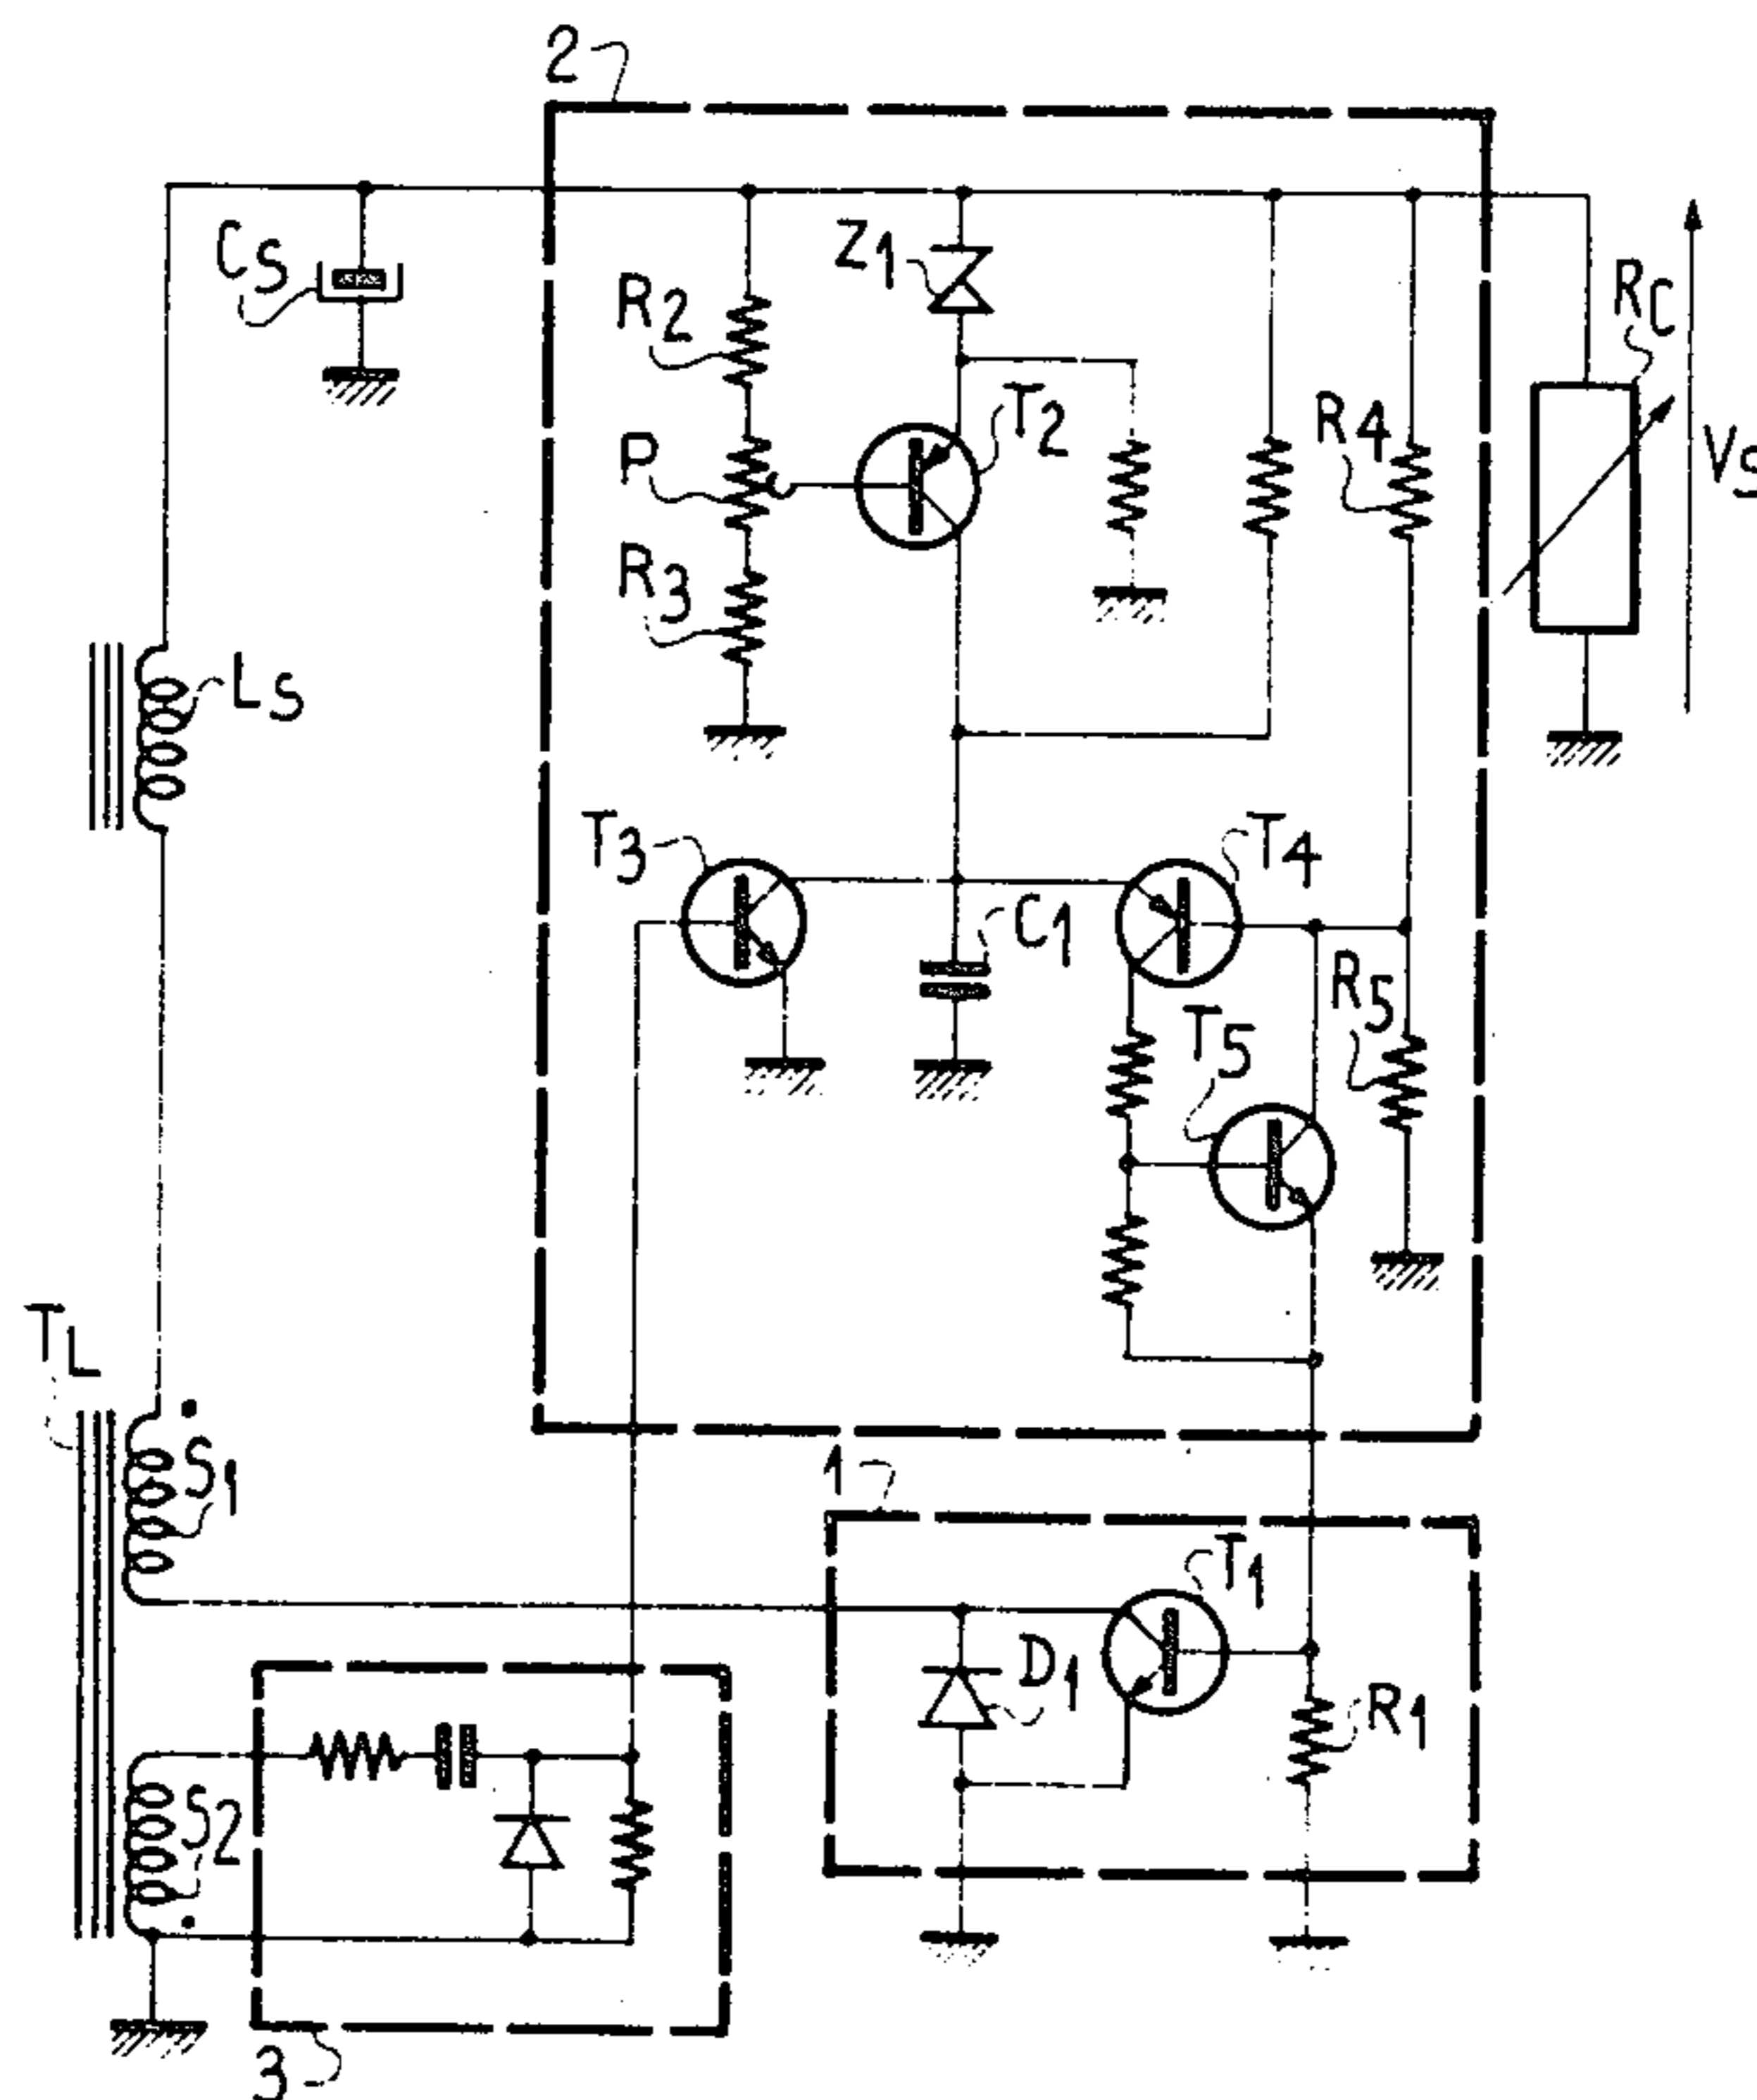 2
CS
Z1
R2
RC
T2
R4
P
VS
R3
LS
T3
T4
C1
R5
T5
TL
S1
1
T1
D1
R1
S2
3